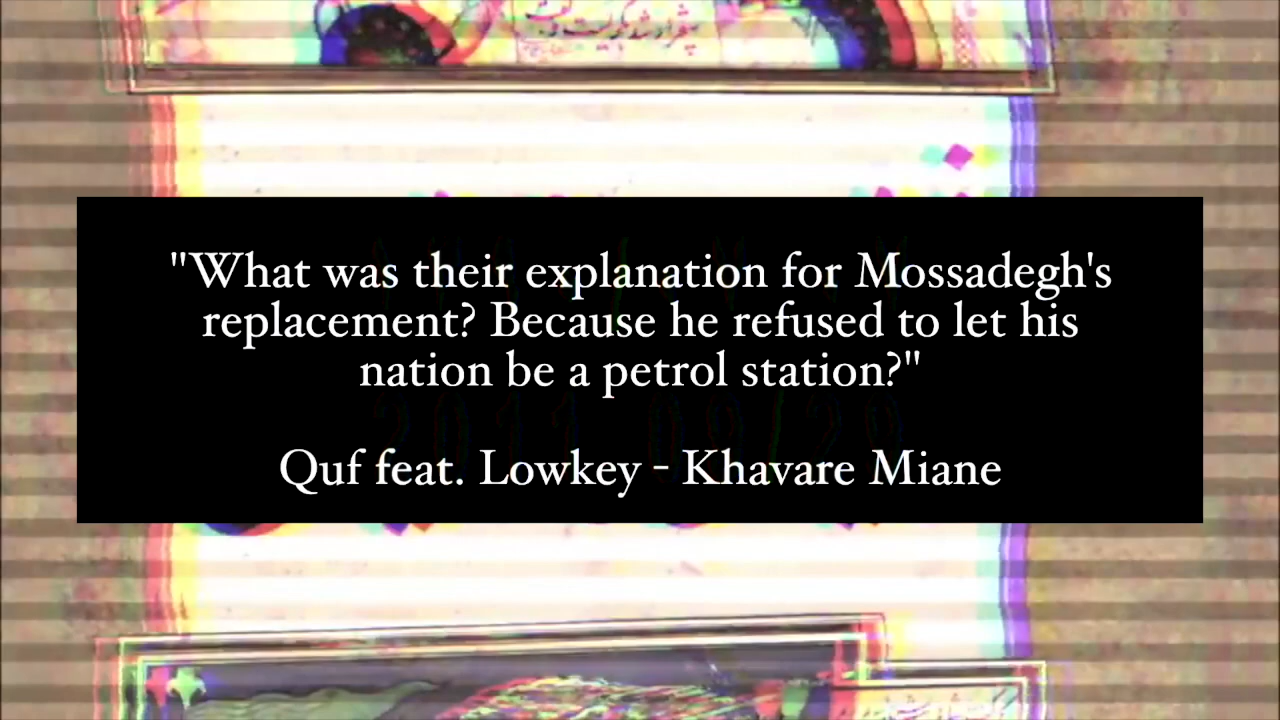 "What was their explanation for Mossadegh's
replacement? Because he refused to let his
nation be a petrol station?"
Quf feat. Lowkey - Khavare Miane